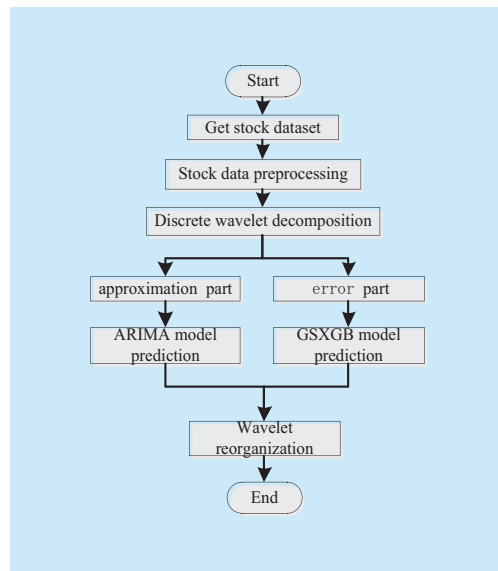 Start
Get stock dataset
Stock data preprocessing
Discrete wavelet decomposition
approximation part
error part
ARIMA model
prediction
GSXGB model
prediction
Wavelet
reorganization
End